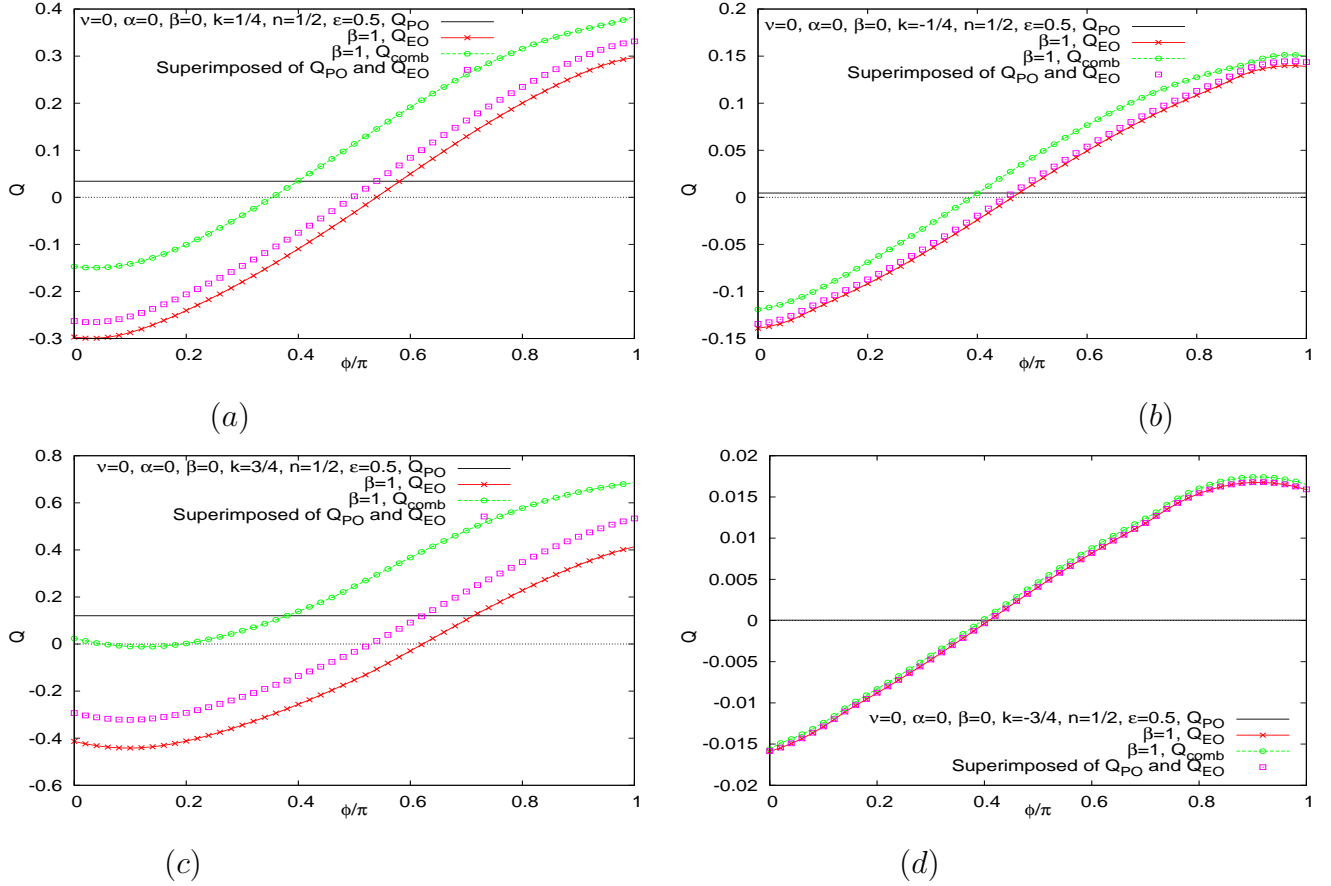 0.4
0.3
0.2
0.1
0
-0.1
-0.2
-0.3
0 0.2 0.4 0.6 0.8 1
Q
ϕ/π
ν=0, α=0, β=0, k=1/4, n=1/2, ε=0.5, Q_PO
β=1, Q_EO
β=1, Q_comb
Superimposed of Q_PO and Q_EO
(a)
0.2
0.15
0.1
0.05
0
-0.05
-0.1
-0.15
0 0.2 0.4 0.6 0.8 1
Q
ϕ/π
ν=0, α=0, β=0, k=-1/4, n=1/2, ε=0.5, Q_PO
β=1, Q_EO
β=1, Q_comb
Superimposed of Q_PO and Q_EO
(b)
0.8
0.6
0.4
0.2
0
-0.2
-0.4
-0.6
0 0.2 0.4 0.6 0.8 1
Q
ϕ/π
ν=0, α=0, β=0, k=3/4, n=1/2, ε=0.5, Q_PO
β=1, Q_EO
β=1, Q_comb
Superimposed of Q_PO and Q_EO
(c)
0.02
0.015
0.01
0.005
0
-0.005
-0.01
-0.015
-0.02
0 0.2 0.4 0.6 0.8 1
Q
ϕ/π
ν=0, α=0, β=0, k=-3/4, n=1/2, ε=0.5, Q_PO
β=1, Q_EO
β=1, Q_comb
Superimposed of Q_PO and Q_EO
(d)